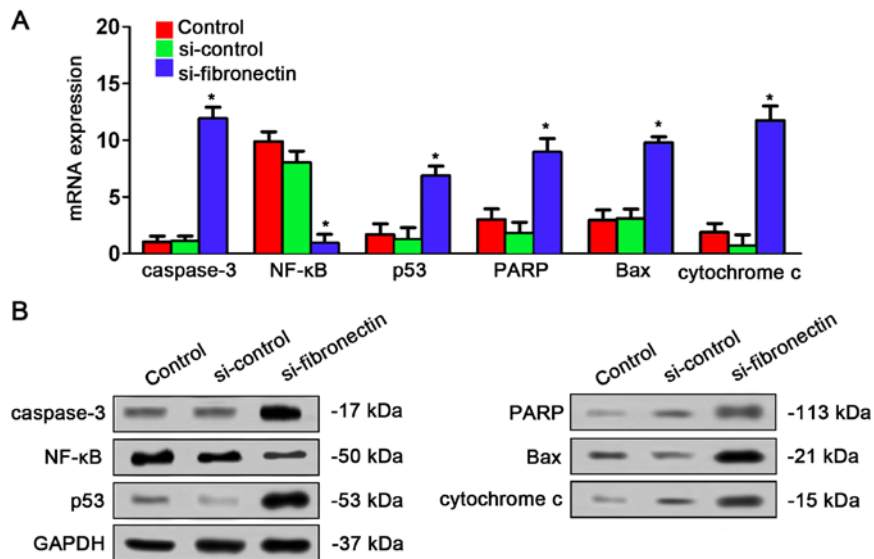 A
20
15
10
5
0
mRNA expression
Control
si-control
si-fibronectin
* * * * * *
caspase-3 NF-κB p53 PARP Bax cytochrome c
B
Control si-control si-fibronectin
caspase-3 -17 kDa
NF-κB -50 kDa
p53 -53 kDa
GAPDH -37 kDa
Control si-control si-fibronectin
PARP -113 kDa
Bax -21 kDa
cytochrome c -15 kDa